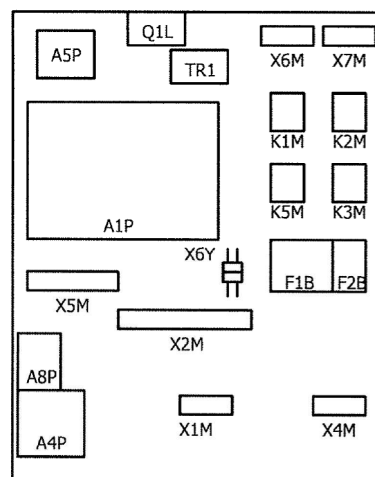 Q1L
A5P
TR1
X6M
X7M
K1M
K2M
K5M
K3M
A1P
X6Y
F1B
F2B
X5M
X2M
A8P
A4P
X1M
X4M